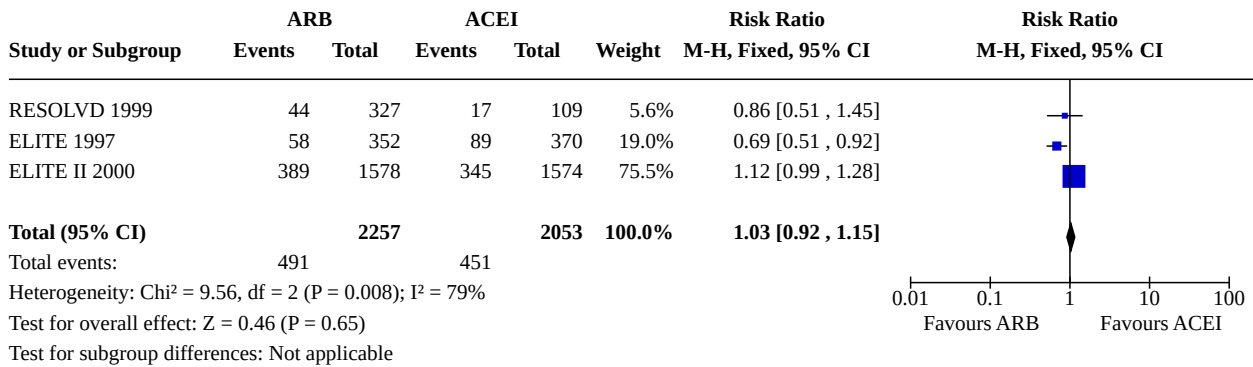 ARB ACEI Risk Ratio Risk Ratio
Study or Subgroup Events Total Events Total Weight M-H, Fixed, 95% CI M-H, Fixed, 95% CI
RESOLVD 1999 44 327 17 109 5.6% 0.86 [0.51 , 1.45]
ELITE 1997 58 352 89 370 19.0% 0.69 [0.51 , 0.92]
ELITE II 2000 389 1578 345 1574 75.5% 1.12 [0.99 , 1.28]
Total (95% CI) 2257 2053 100.0% 1.03 [0.92 , 1.15]
Total events: 491 451
Heterogeneity: Chi² = 9.56, df = 2 (P = 0.008); I² = 79%
0.01 0.1 1 10 100
Test for overall effect: Z = 0.46 (P = 0.65)
Favours ARB Favours ACEI
Test for subgroup differences: Not applicable